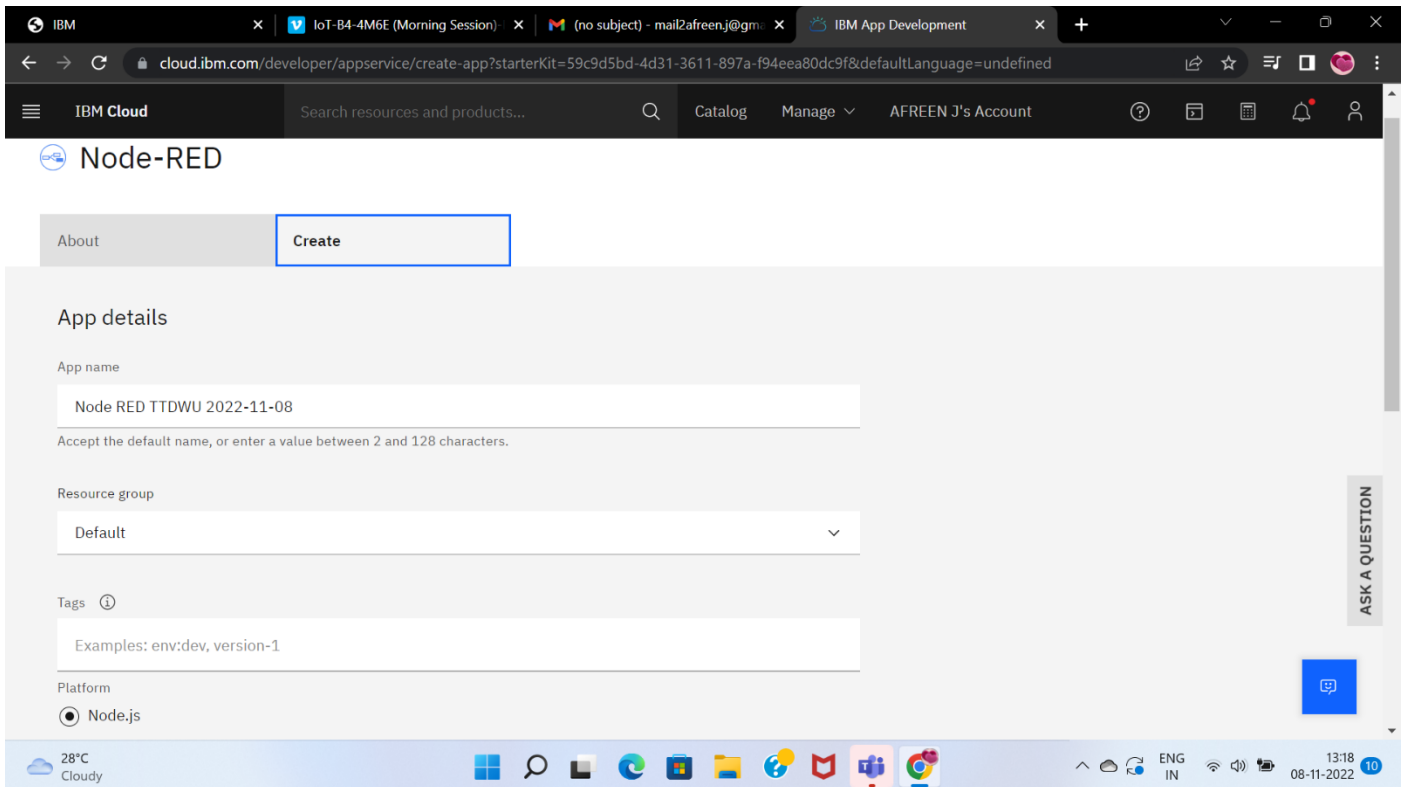 IBM
IoT-B4-4M6E (Morning Session)-
(no subject) - mail2afreen.j@gma
IBM App Development
cloud.ibm.com/developer/appservice/create-app?starterKit=59c9d5bd-4d31-3611-897a-f94eea80dc9f&defaultLanguage=undefined
IBM Cloud
Search resources and products...
Catalog
Manage
AFREEN J's Account
Node-RED
About
Create
App details
App name
Node RED TTDWU 2022-11-08
Accept the default name, or enter a value between 2 and 128 characters.
Resource group
Default
Tags
Examples: env:dev, version-1
Platform
Node.js
ASK A QUESTION
28°C
Cloudy
ENG
IN
13:18
08-11-2022
10